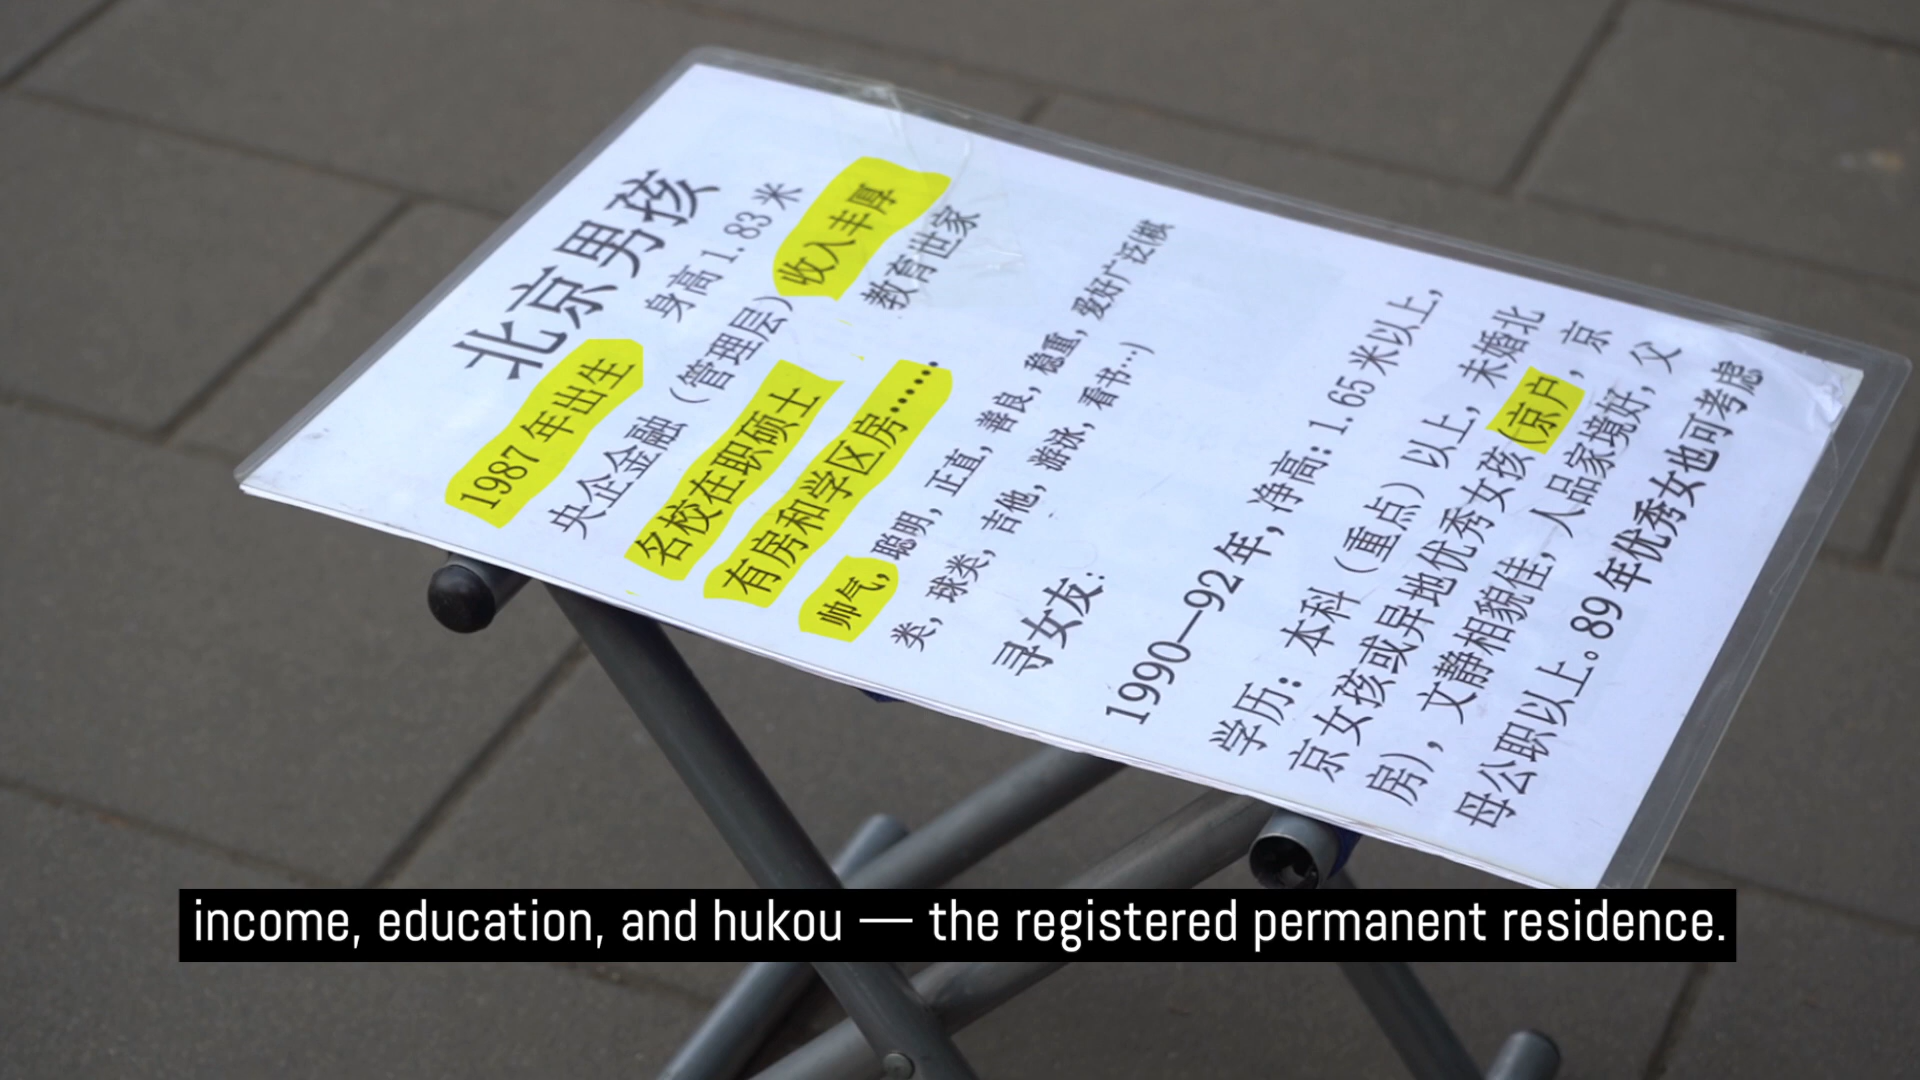 北京男孩
1987年出生 身高1.83米
央企金融（管理层）收入丰厚
名校在职硕士 教育世家
有房和学区房……
帅气，聪明，正直，善良，稳重，爱好广泛(棋
类，球类，吉他，游泳，看书…)
寻女友：
1990—92年，净高：1.65米以上，
学历：本科（重点）以上，未婚北
京女孩或异地优秀女孩(京户，京
房)，文静相貌佳，人品家境好，父
母公职以上。89年优秀女也可考虑
income, education, and hukou — the registered permanent residence.